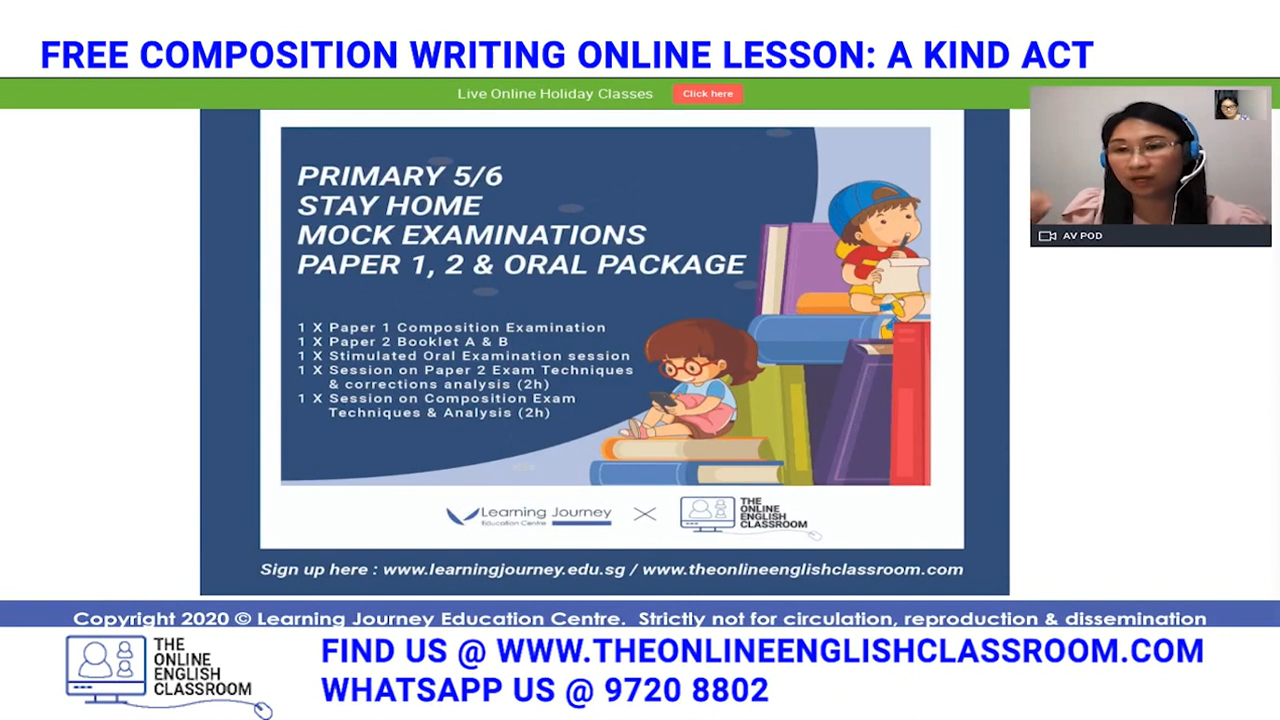 FREE COMPOSITION WRITING ONLINE LESSON: A KIND ACT
Live Online Holiday Classes
Click here
AV POD
PRIMARY 5/6
STAY HOME
MOCK EXAMINATIONS
PAPER 1, 2 & ORAL PACKAGE
1 X Paper 1 Composition Examination
1 X Paper 2 Booklet A & B
1 X Stimulated Oral Examination session
1 X Session on Paper 2 Exam Techniques
& corrections analysis (2h)
1 X Session on Composition Exam
Techniques & Analysis (2h)
Learning Journey
Education Centre
THE
ONLINE
ENGLISH
CLASSROOM
Sign up here : www.learningjourney.edu.sg / www.theonlineenglishclassroom.com
Copyright 2020 © Learning Journey Education Centre. Strictly not for circulation, reproduction & dissemination
THE
ONLINE
ENGLISH
CLASSROOM
FIND US @ WWW.THEONLINEENGLISHCLASSROOM.COM
WHATSAPP US @ 9720 8802